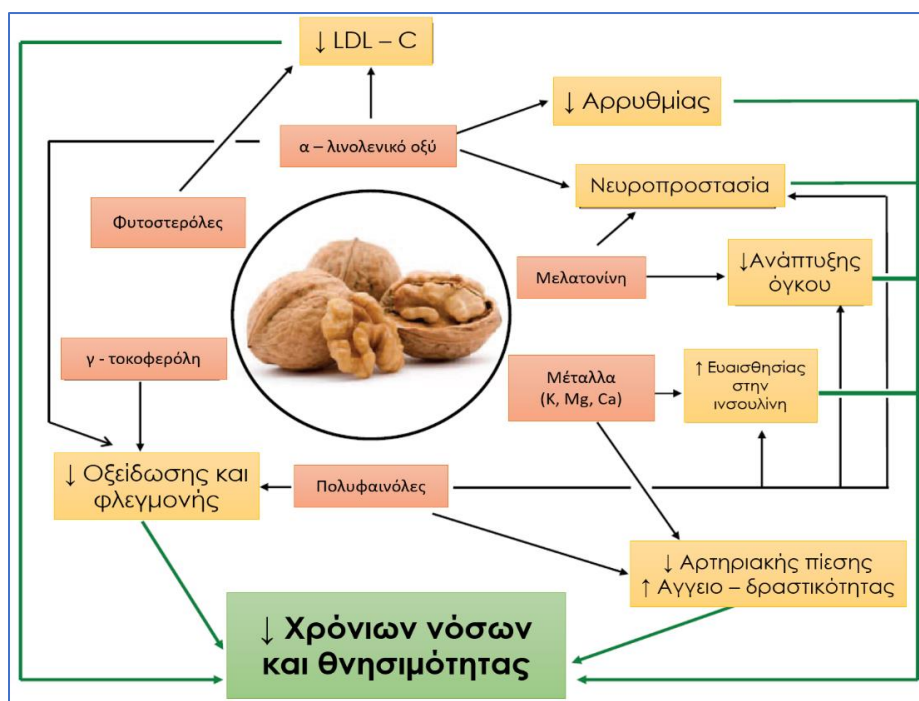 ↓ LDL – C
↓ Αρρυθμίας
α – λινολενικό οξύ
Νευροπροστασία
Φυτοστερόλες
Μελατονίνη
↓Ανάπτυξης
όγκου
γ - τοκοφερόλη
Μέταλλα
(K, Mg, Ca)
↑ Ευαισθησίας
στην
ινσουλίνη
↓ Οξείδωσης και
φλεγμονής
Πολυφαινόλες
↓ Αρτηριακής πίεσης
↑ Αγγειο – δραστικότητας
↓ Χρόνιων νόσων
και θνησιμότητας